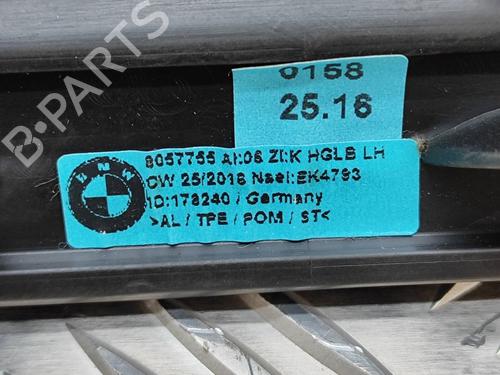 0158
25.16
8057755 AI:06 ZI:K HGLB LH
CW 25/2016 Nael:EK4793
ID:178240 / Germany
>AL / TPE / POM / ST<
BMW
B-PARTS